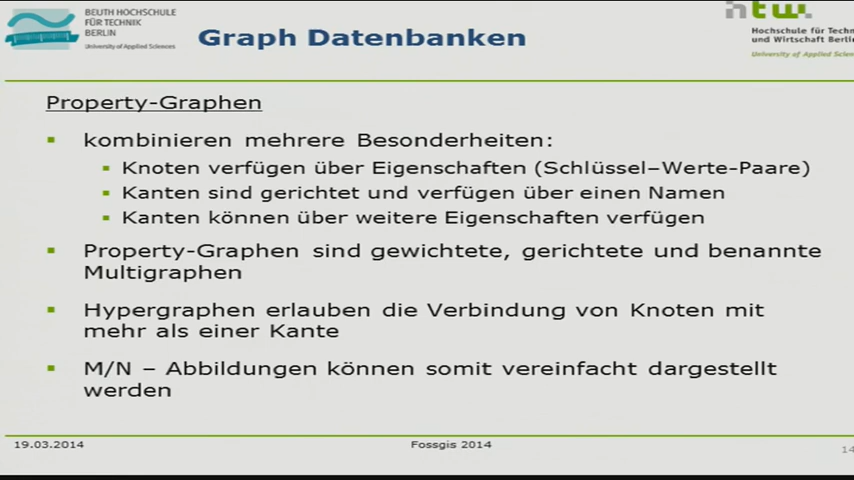 BEUTH HOCHSCHULE
FÜR TECHNIK
BERLIN
University of Applied Sciences
Graph Datenbanken
htw.
Hochschule für Techn
und Wirtschaft Berlin
University of Applied Scien
Property-Graphen
▪ kombinieren mehrere Besonderheiten:
▪ Knoten verfügen über Eigenschaften (Schlüssel–Werte-Paare)
▪ Kanten sind gerichtet und verfügen über einen Namen
▪ Kanten können über weitere Eigenschaften verfügen
▪ Property-Graphen sind gewichtete, gerichtete und benannte
Multigraphen
▪ Hypergraphen erlauben die Verbindung von Knoten mit
mehr als einer Kante
▪ M/N – Abbildungen können somit vereinfacht dargestellt
werden
19.03.2014
Fossgis 2014
14